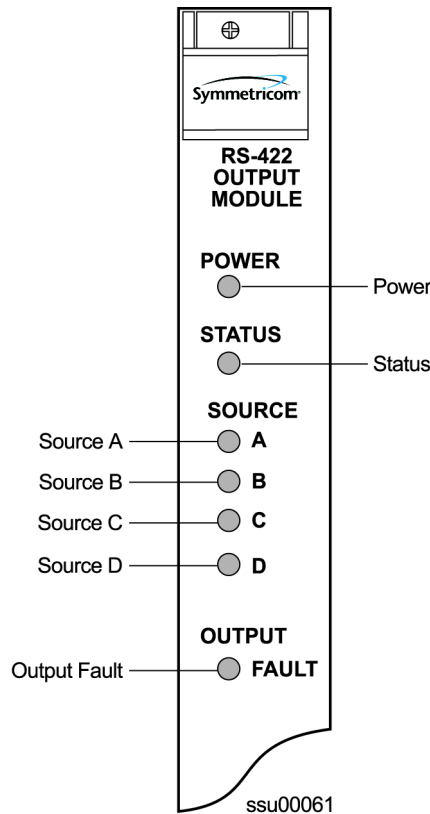 Symmetricom
RS-422
OUTPUT
MODULE
POWER
Power
STATUS
Status
SOURCE
Source A
A
Source B
B
Source C
C
Source D
D
OUTPUT
Output Fault
FAULT
ssu00061